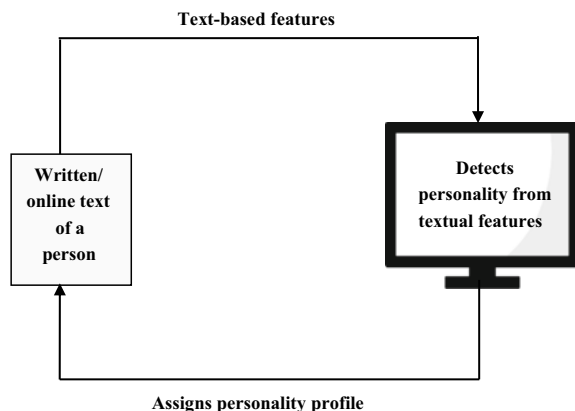 Text-based features
Written/
online text
of a
person
Detects
personality from
textual features
Assigns personality profile